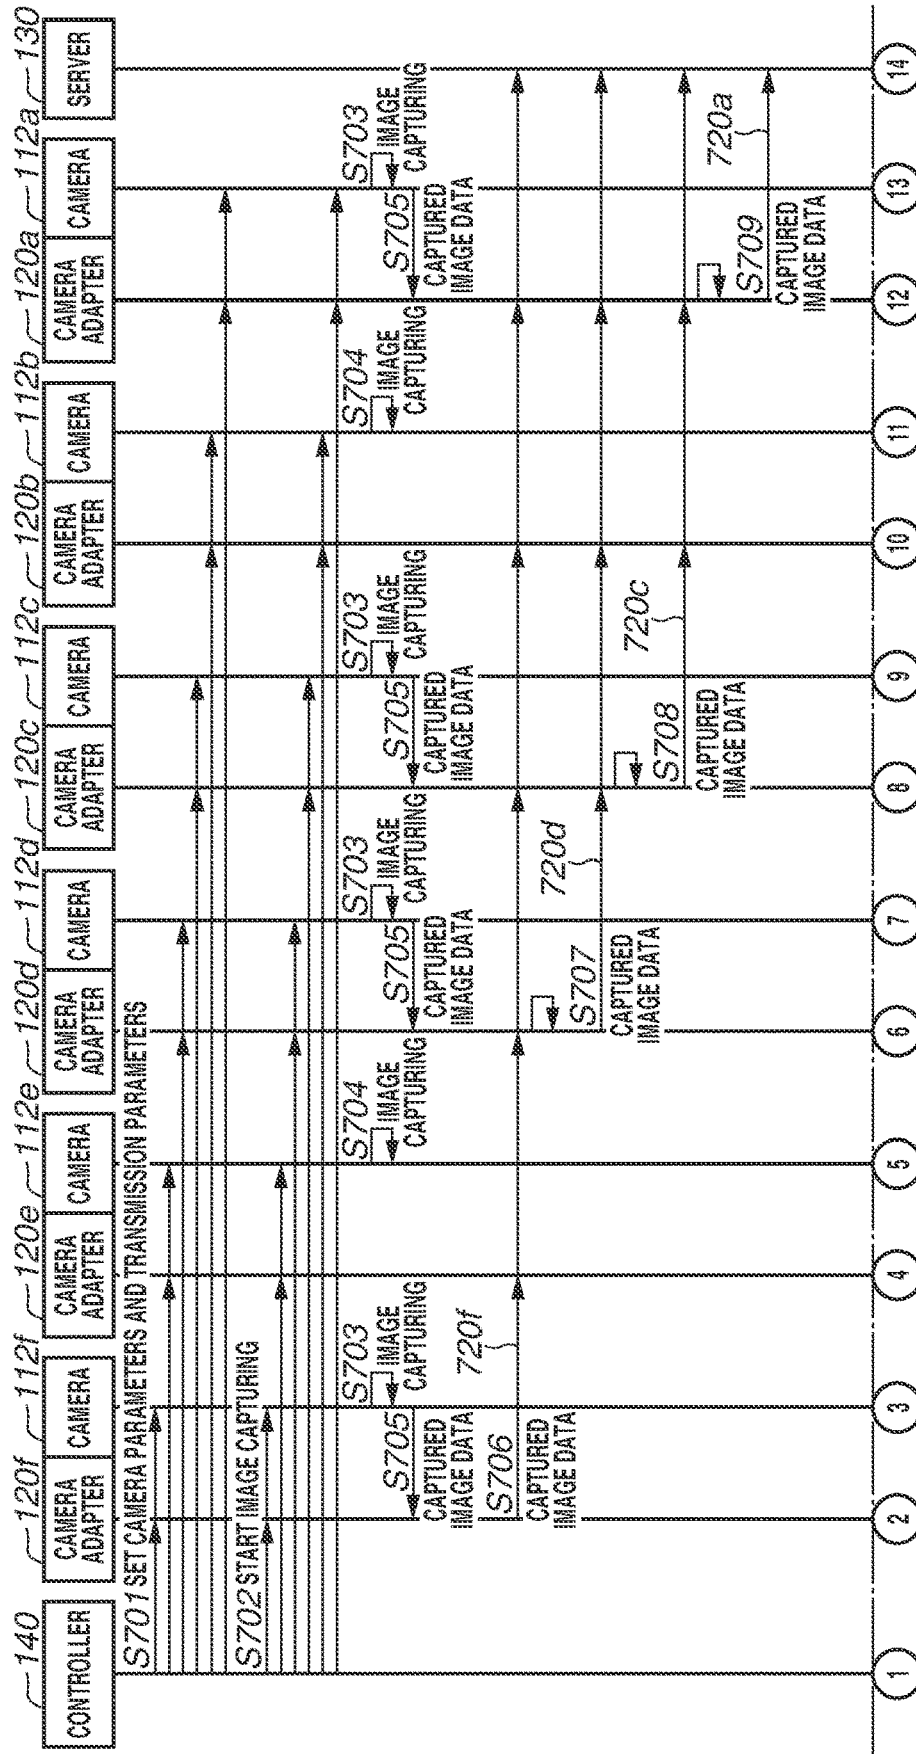 140
120f
112f
120e
112e
120d
112d
120c
112c
120b
112b
120a
112a
130
CONTROLLER
CAMERA
ADAPTER
CAMERA
CAMERA
ADAPTER
CAMERA
CAMERA
ADAPTER
CAMERA
CAMERA
ADAPTER
CAMERA
CAMERA
ADAPTER
CAMERA
CAMERA
ADAPTER
CAMERA
SERVER
S701 SET CAMERA PARAMETERS AND TRANSMISSION PARAMETERS
S702 START IMAGE CAPTURING
S703
IMAGE
CAPTURING
S704
IMAGE
CAPTURING
S703
IMAGE
CAPTURING
S703
IMAGE
CAPTURING
S704
IMAGE
CAPTURING
S703
IMAGE
CAPTURING
S705
CAPTURED
IMAGE DATA
S705
CAPTURED
IMAGE DATA
S705
CAPTURED
IMAGE DATA
S705
CAPTURED
IMAGE DATA
S706
CAPTURED
IMAGE DATA
720f
S707
CAPTURED
IMAGE DATA
720d
S708
CAPTURED
IMAGE DATA
720c
S709
CAPTURED
IMAGE DATA
720a
1
2
3
4
5
6
7
8
9
10
11
12
13
14